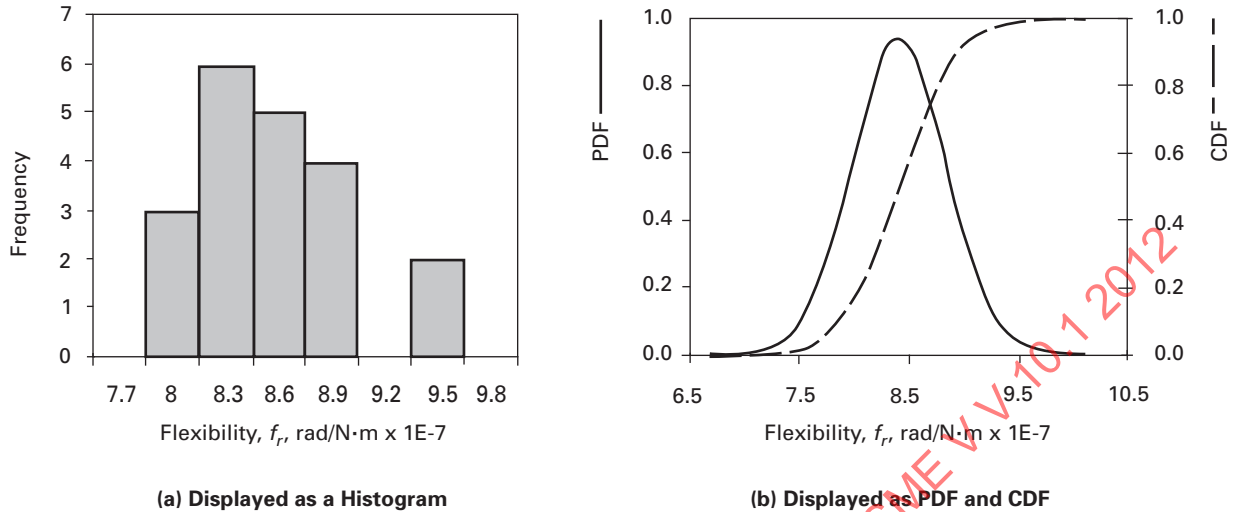 7
6
5
4
3
2
1
0
Frequency
7.7 8 8.3 8.6 8.9 9.2 9.5 9.8
Flexibility, fr, rad/N·m x 1E-7
(a) Displayed as a Histogram
1.0
0.8
0.6
0.4
0.2
0.0
PDF
1.0
0.8
0.6
0.4
0.2
0.0
CDF
6.5 7.5 8.5 9.5 10.5
Flexibility, fr, rad/N·m x 1E-7
(b) Displayed as PDF and CDF
ME V V 10.1 2012